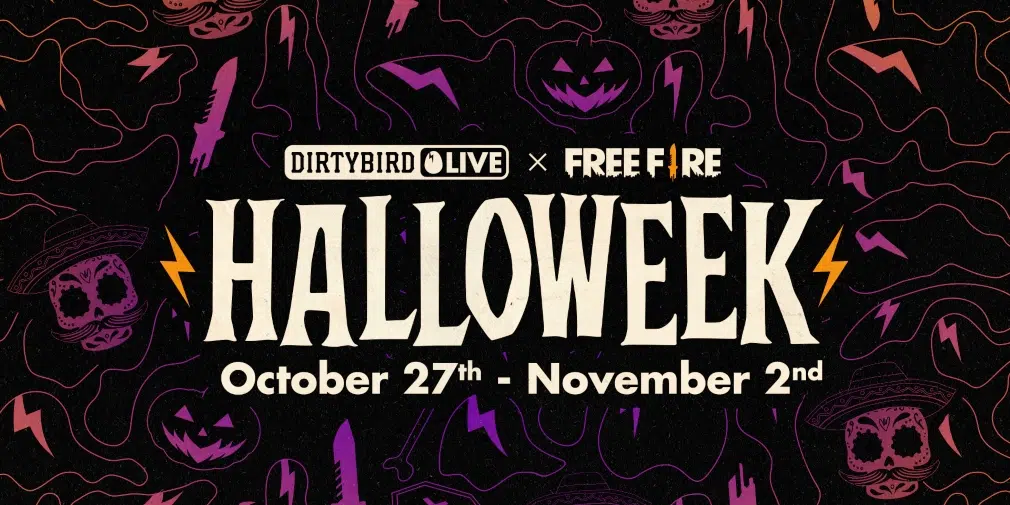 DIRTYBIRD LIVE × FREE FIRE
HALLOWEEK
October 27th - November 2nd